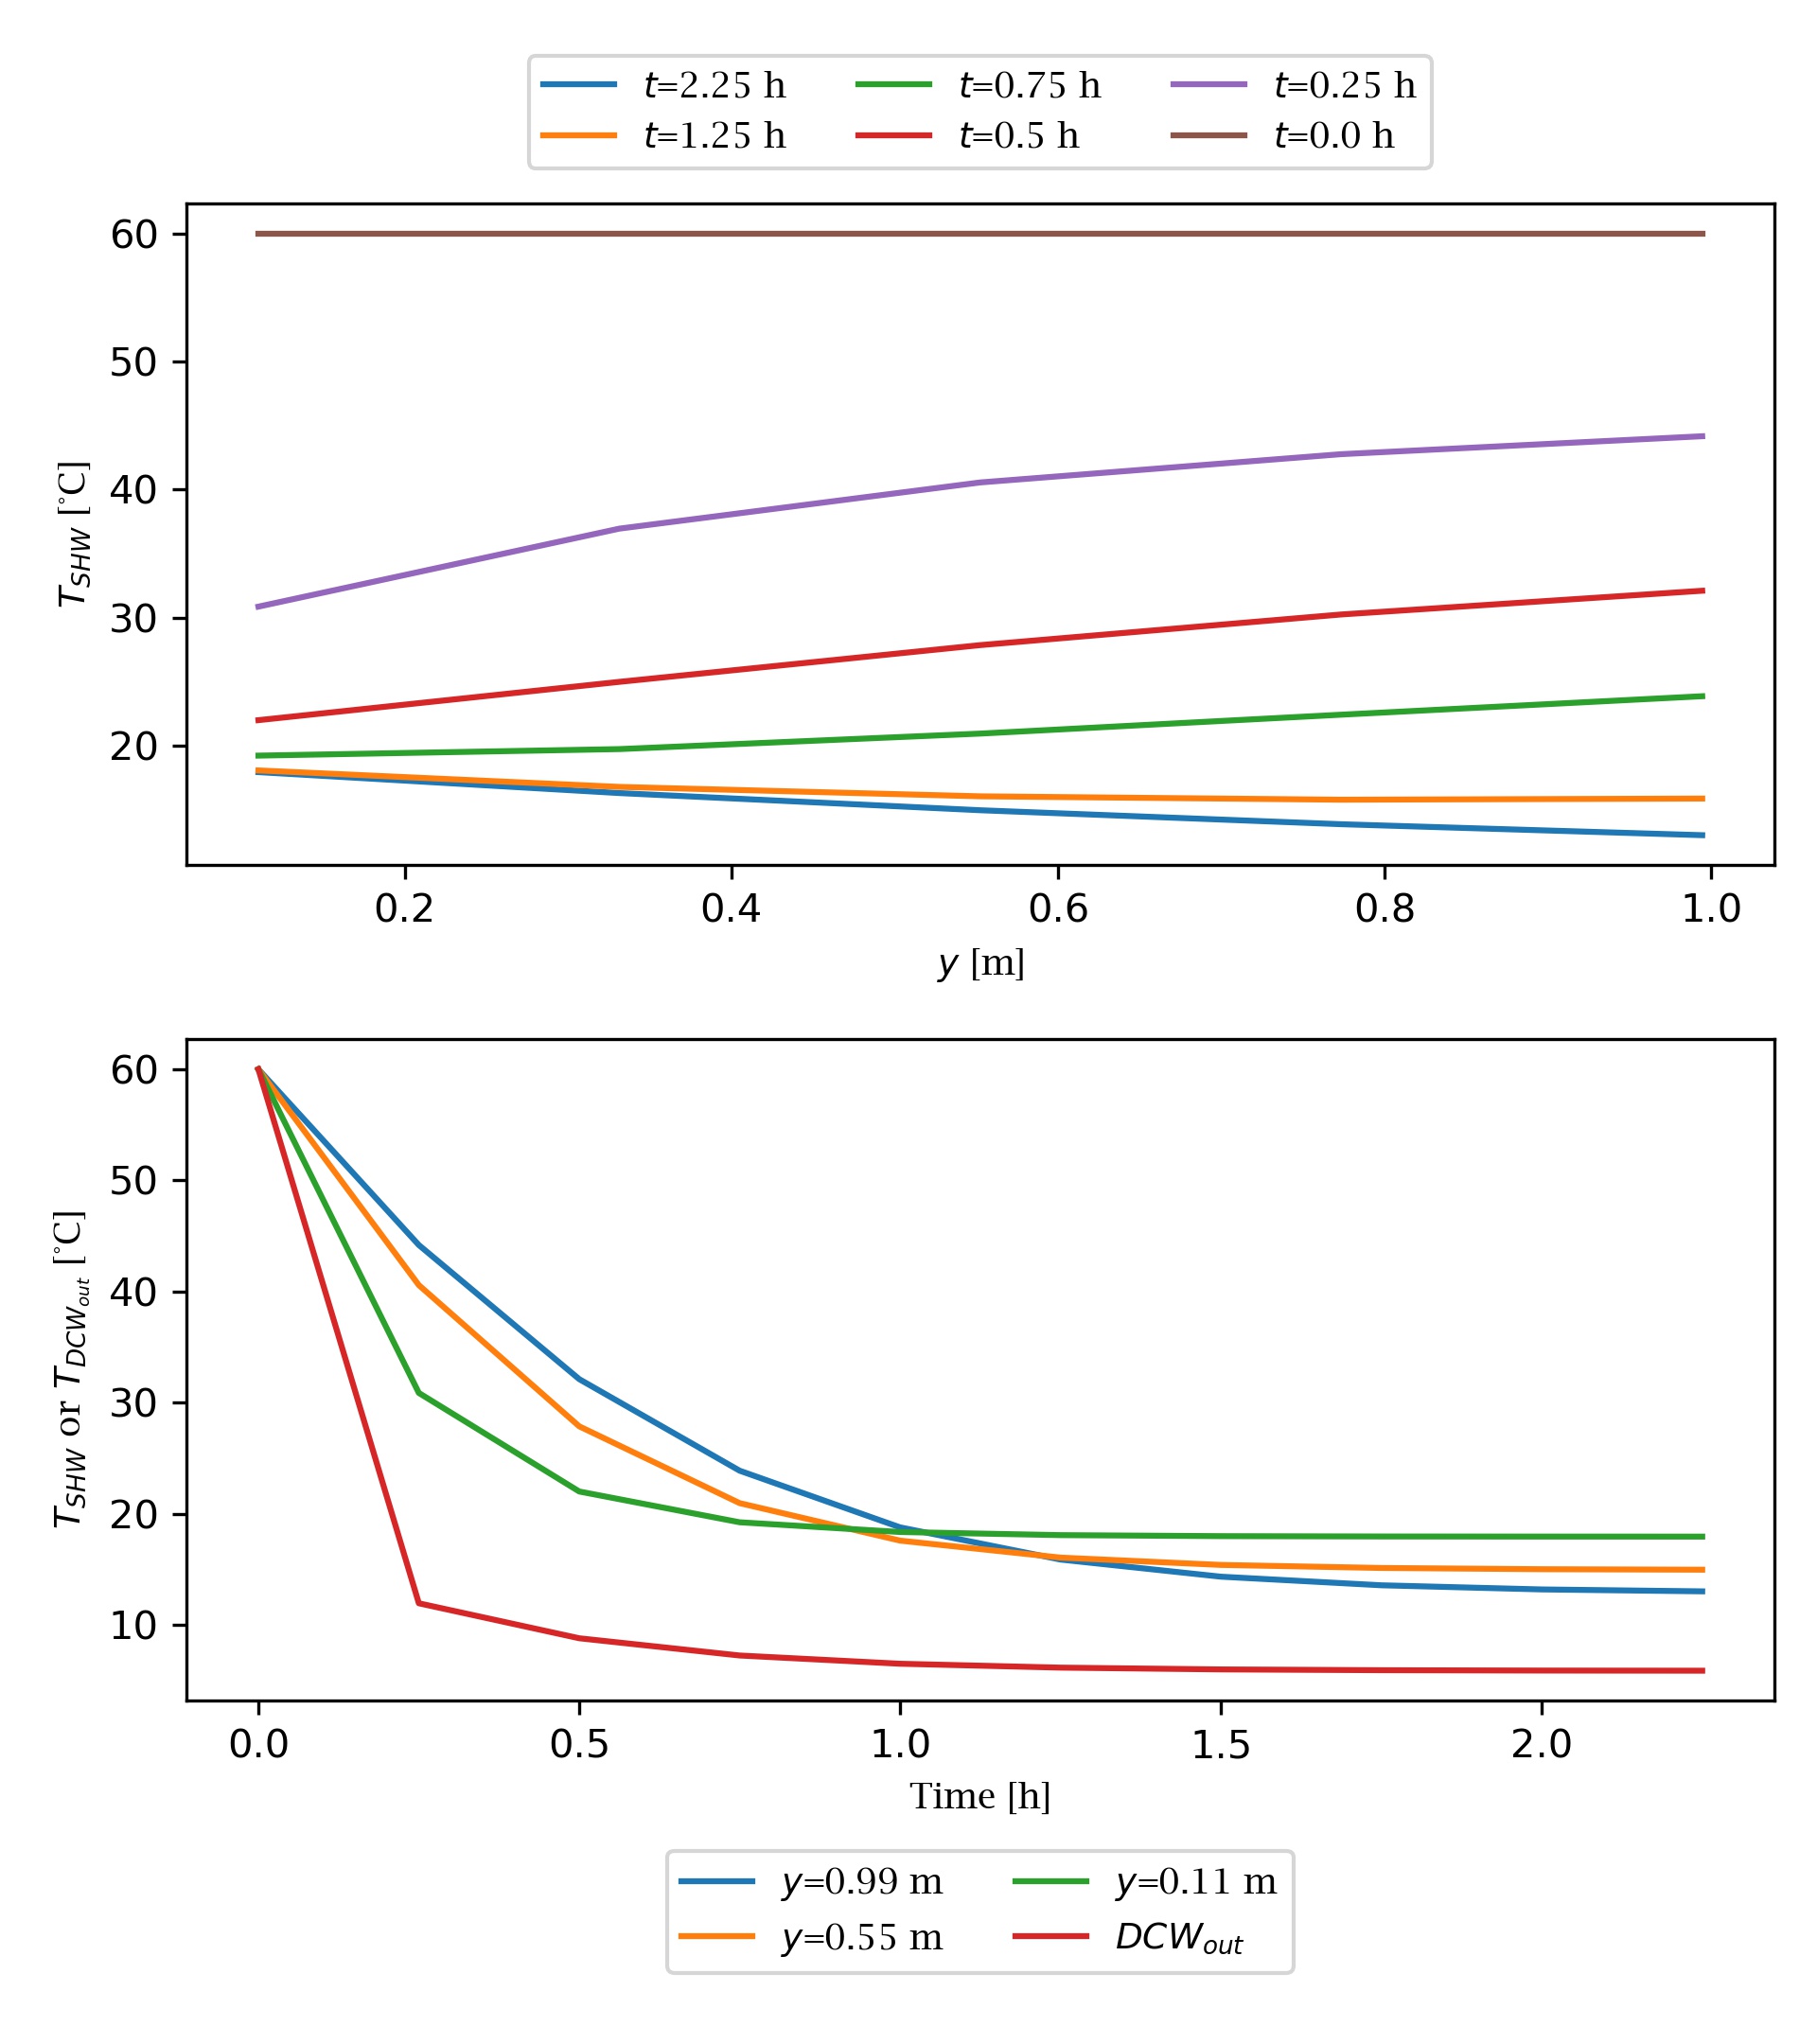 t=2.25 h t=0.75 h t=0.25 h
t=1.25 h t=0.5 h t=0.0 h
60
50
40
30
20
T_SHW [°C]
0.2 0.4 0.6 0.8 1.0
y [m]
60
50
40
30
20
10
T_SHW or T_DCW_out [°C]
0.0 0.5 1.0 1.5 2.0
Time [h]
y=0.99 m y=0.11 m
y=0.55 m DCW_out